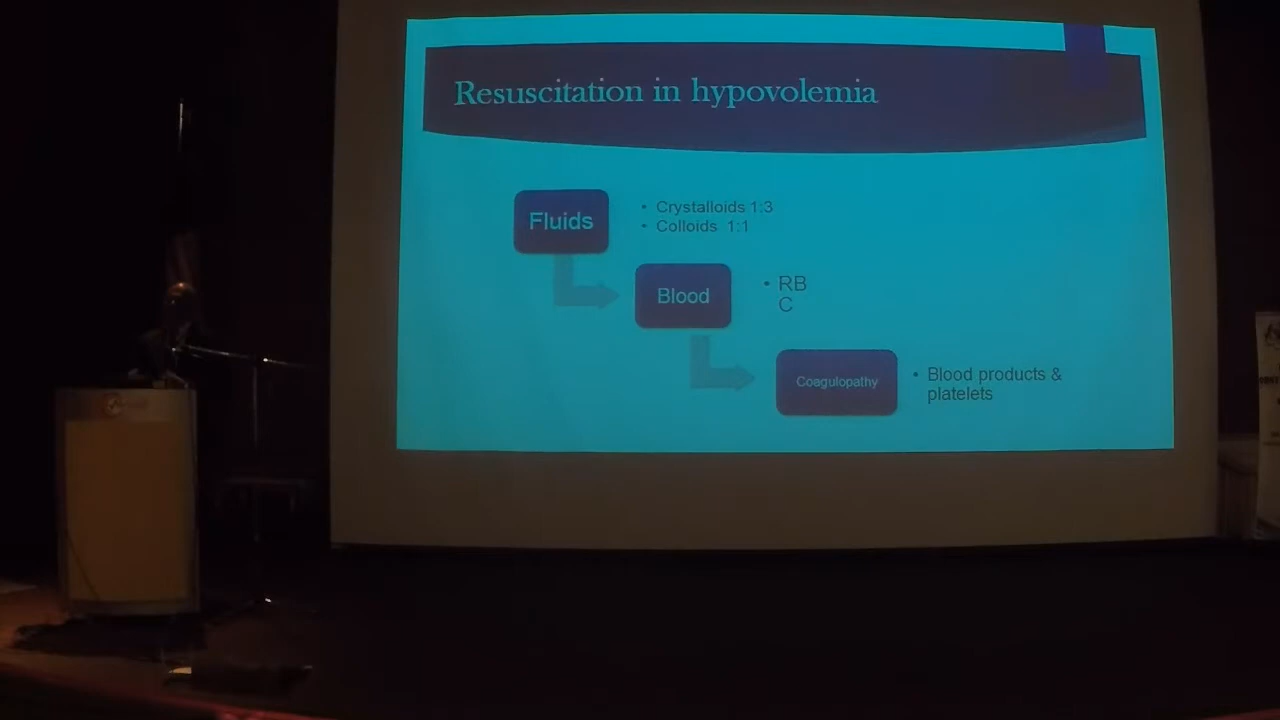 Resuscitation in hypovolemia
Fluids
• Crystalloids 1:3
• Colloids 1:1
Blood
• RB
C
Coagulopathy
• Blood products &
platelets